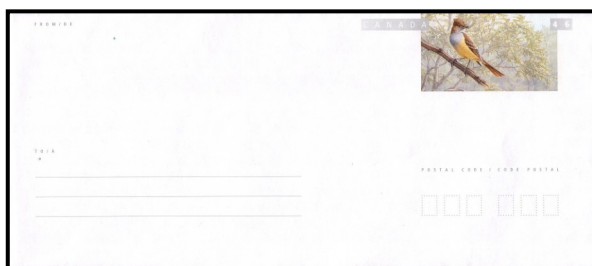 FROM/DE
CANADA 46
TO/À
POSTAL CODE | CODE POSTAL